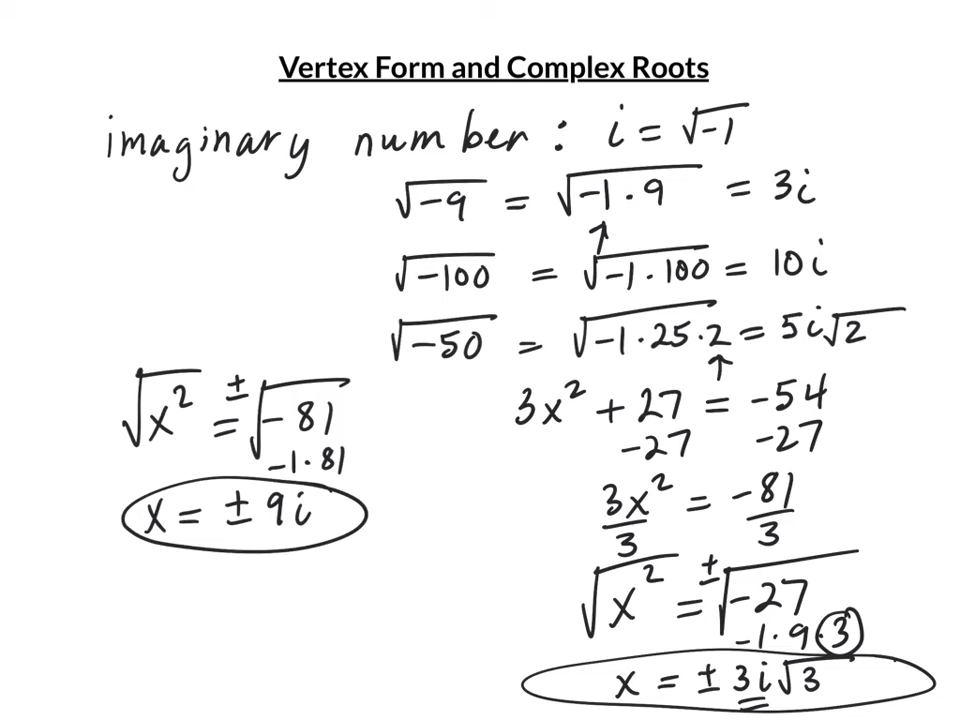 Vertex Form and Complex Roots
imaginary number: i = √-1
√-9 = √-1·9 = 3i
√-100 = √-1·100 = 10i
√-50 = √-1·25·2 = 5i√2
√x² = ±√-81
-1·81
x = ±9i
3x² + 27 = -54
-27 -27
3x² = -81
3 3
√x² = ±√-27
-1·9·3
x = ±3i√3